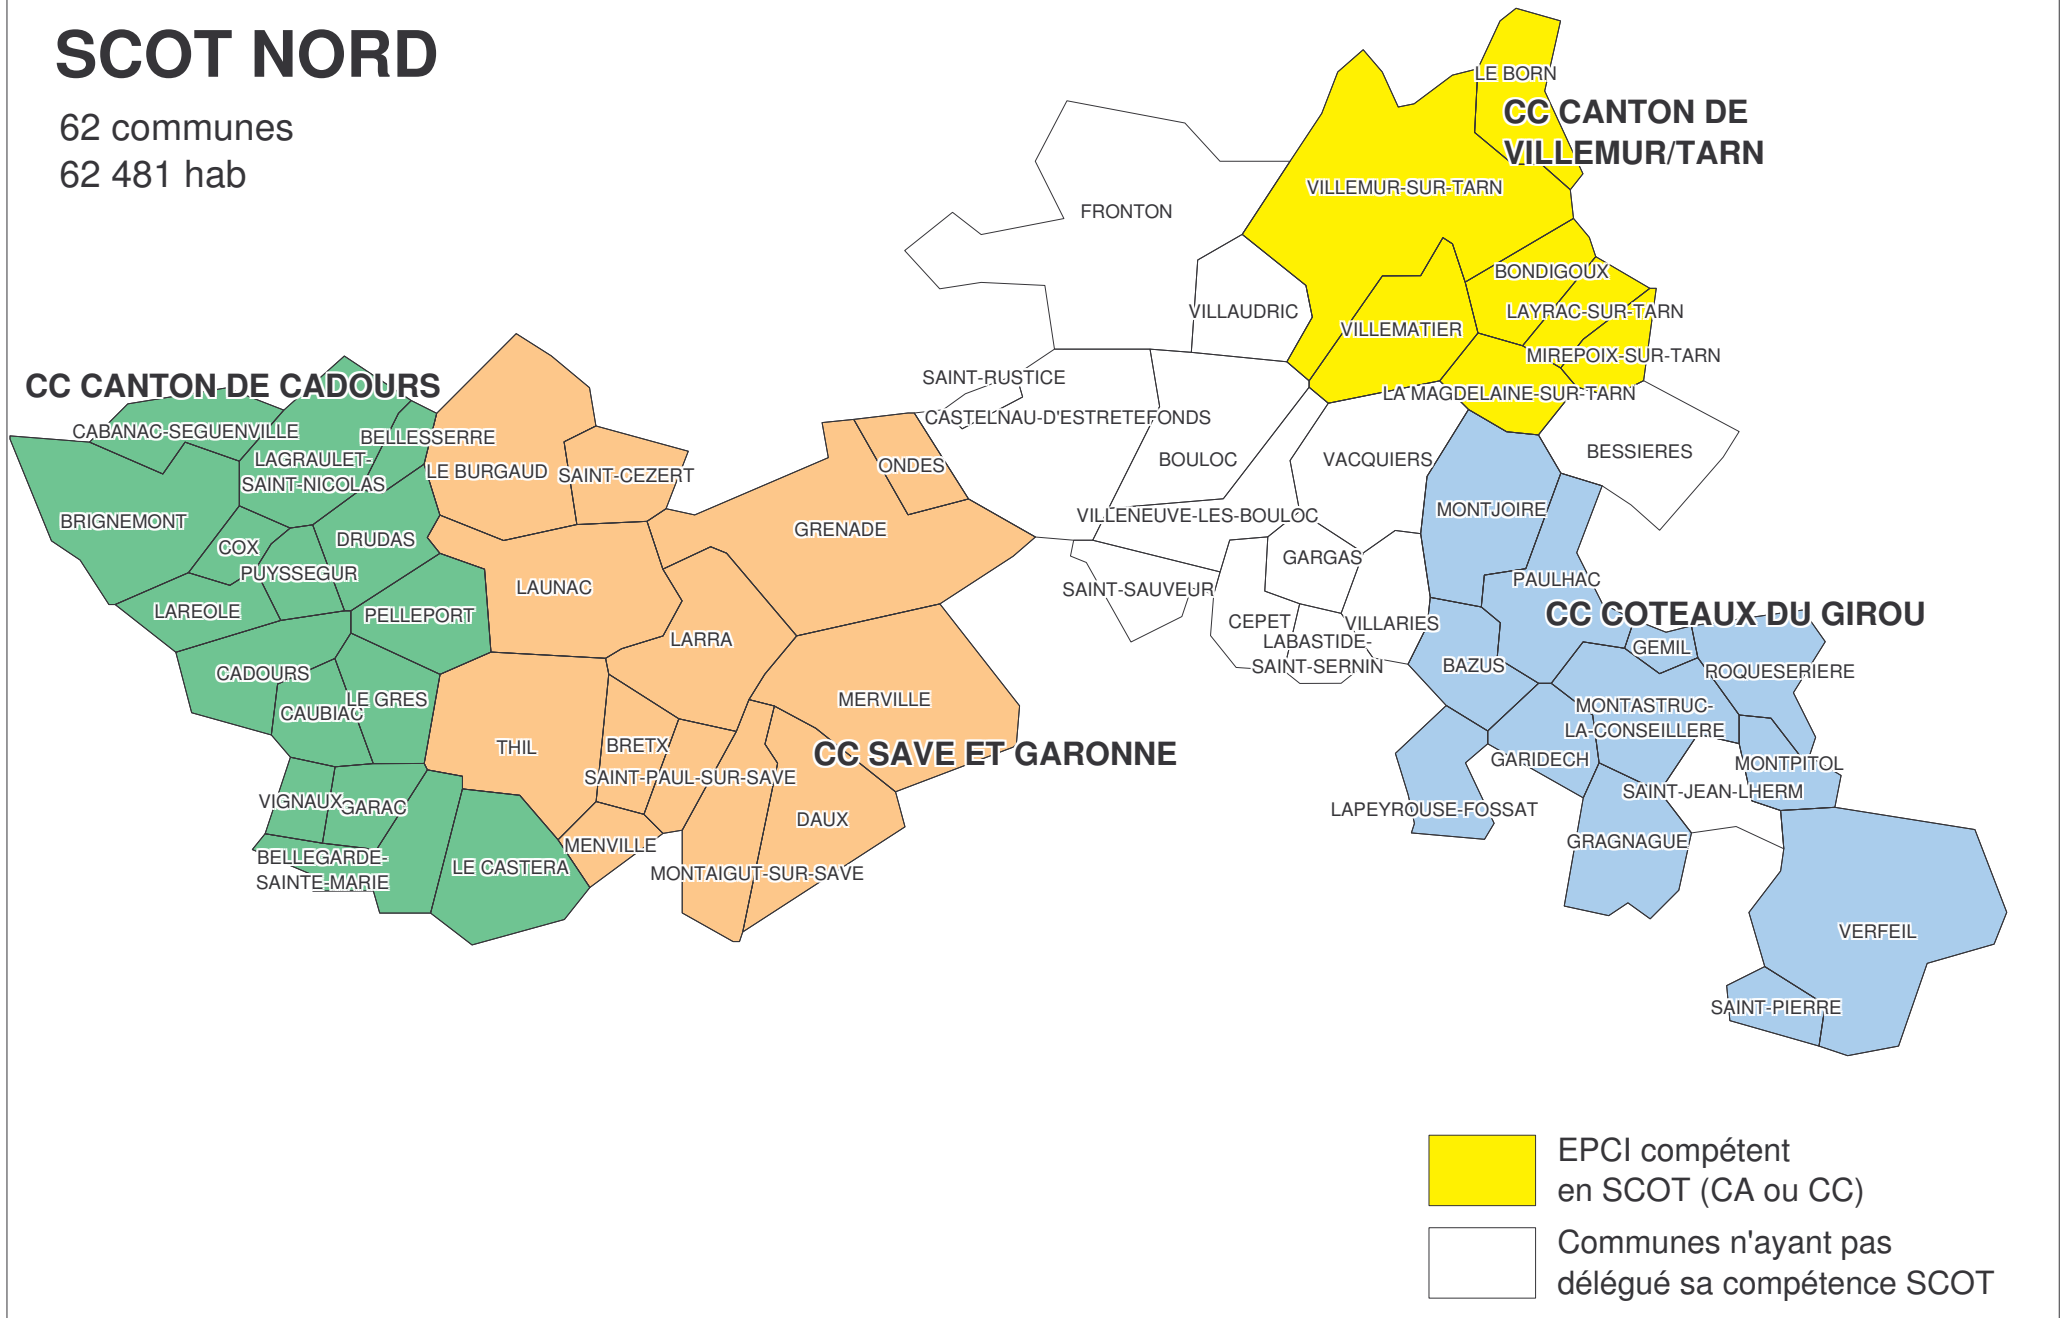 SCOT NORD
62 communes
62 481 hab
LE BORN
CC CANTON DE
VILLEMUR/TARN
VILLEMUR-SUR-TARN
FRONTON
BONDIGOUX
VILLAUDRIC
LAYRAC-SUR-TARN
VILLEMATIER
MIREPOIX-SUR-TARN
LA MAGDELAINE-SUR-TARN
SAINT-RUSTICE
CASTELNAU-D'ESTRETEFONDS
BOULOC
VACQUIERS
BESSIERES
VILLENEUVE-LES-BOULOC
GARGAS
SAINT-SAUVEUR
CEPET
VILLARIES
LABASTIDE-
SAINT-SERNIN
CC CANTON DE CADOURS
CABANAC-SEGUENVILLE
BELLESSERRE
LAGRAULET-
SAINT-NICOLAS
BRIGNEMONT
COX
DRUDAS
PUYSSEGUR
LAREOLE
PELLEPORT
CADOURS
CAUBIAC
LE GRES
VIGNAUX
GARAC
BELLEGARDE-
SAINTE-MARIE
LE CASTERA
LE BURGAUD
SAINT-CEZERT
ONDES
GRENADE
LAUNAC
LARRA
MERVILLE
THIL
BRETX
CC SAVE ET GARONNE
SAINT-PAUL-SUR-SAVE
DAUX
MENVILLE
MONTAIGUT-SUR-SAVE
MONTJOIRE
PAULHAC
CC COTEAUX DU GIROU
GEMIL
BAZUS
ROQUESERIERE
MONTASTRUC-
LA-CONSEILLERE
GARIDECH
MONTPITOL
SAINT-JEAN-LHERM
LAPEYROUSE-FOSSAT
GRAGNAGUE
VERFEIL
SAINT-PIERRE
EPCI compétent
en SCOT (CA ou CC)
Communes n'ayant pas
délégué sa compétence SCOT